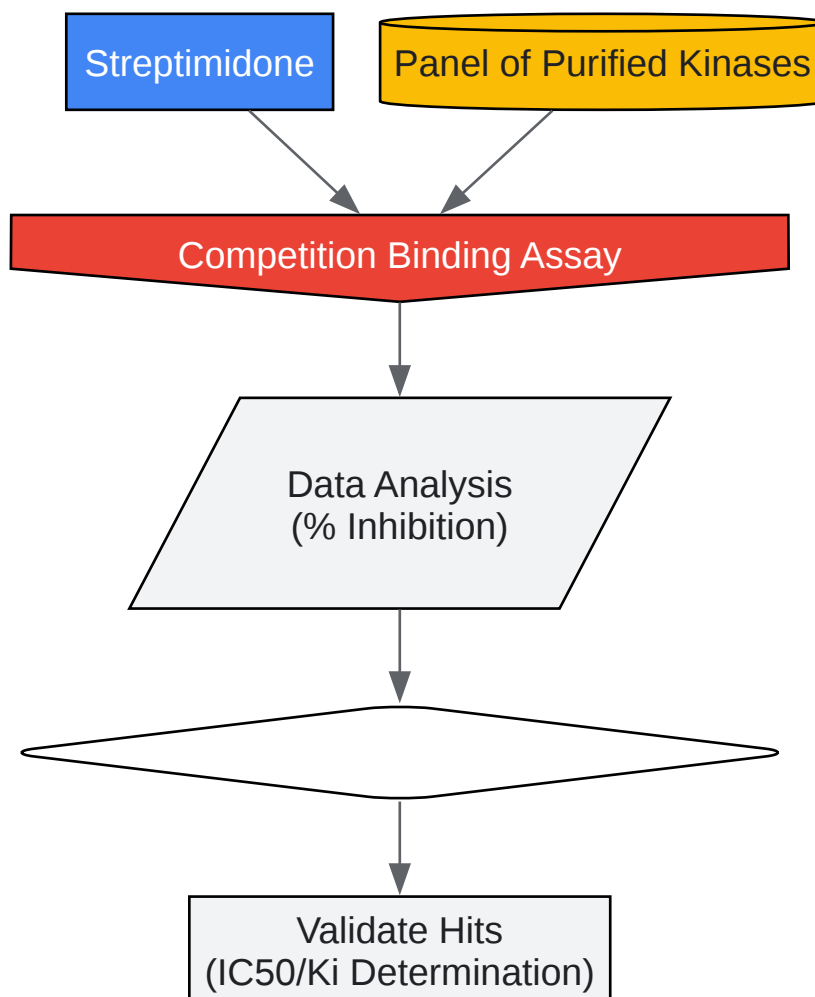 Streptimidone
Panel of Purified Kinases
Competition Binding Assay
Data Analysis
(% Inhibition)
Validate Hits
(IC50/Ki Determination)